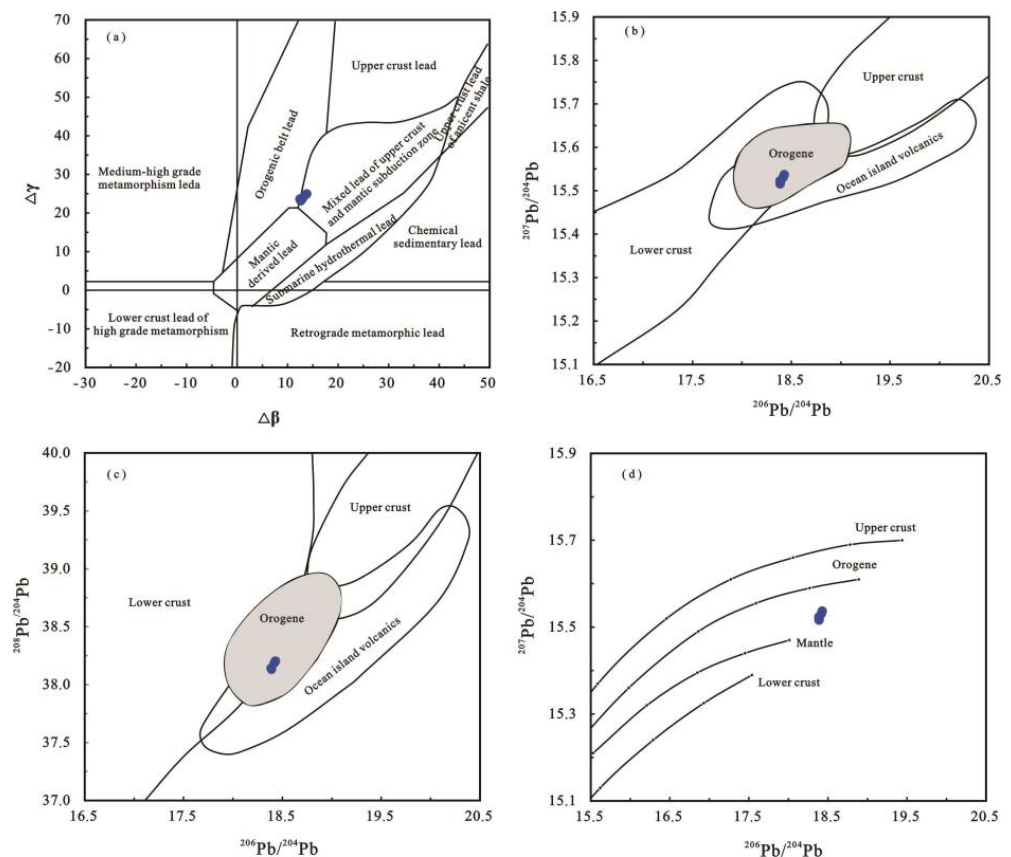 (a)
70
60
50
40
30
20
10
0
-10
-20
-30
-20
-10
0
10
20
30
40
50
Δγ
Δβ
Upper crust lead
Orogenic belt lead
Medium-high grade
metamorphism leda
Mixed lead of upper crust
and mantic subduction zone
Upper crust lead
of anicent shale
Mantic
derived lead
Submarine hydrothermal lead
Chemical
sedimentary lead
Lower crust lead of
high grade metamorphism
Retrograde metamorphic lead
(b)
15.9
15.8
15.7
15.6
15.5
15.4
15.3
15.2
15.1
16.5
17.5
18.5
19.5
20.5
²⁰⁷Pb/²⁰⁴Pb
²⁰⁶Pb/²⁰⁴Pb
Upper crust
Orogene
Ocean island volcanics
Lower crust
(c)
40.0
39.5
39.0
38.5
38.0
37.0
16.5
17.5
18.5
19.5
20.5
²⁰⁸Pb/²⁰⁴Pb
²⁰⁶Pb/²⁰⁴Pb
Upper crust
Lower crust
Orogene
Ocean island volcanics
(d)
15.9
15.7
15.5
15.3
15.1
15.5
16.5
17.5
18.5
19.5
20.5
²⁰⁷Pb/²⁰⁴Pb
²⁰⁶Pb/²⁰⁴Pb
Upper crust
Orogene
Mantle
Lower crust